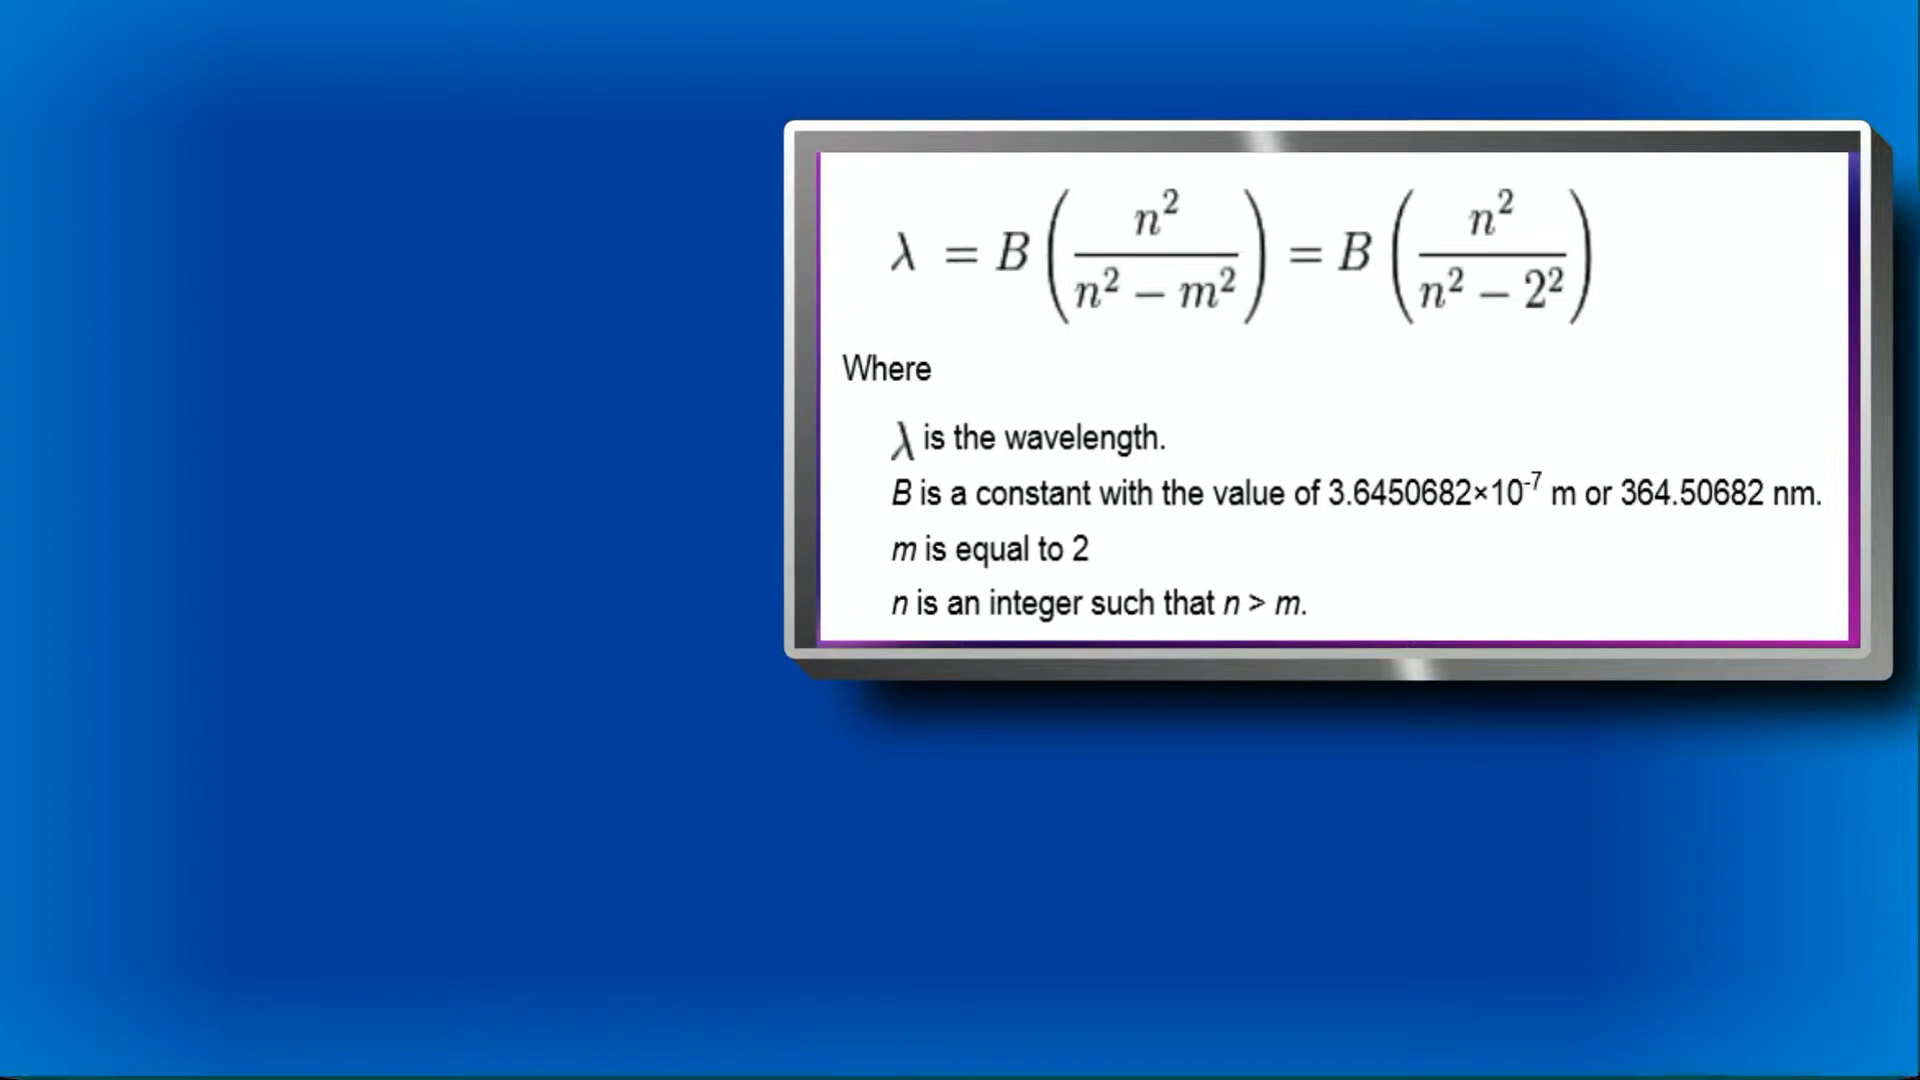 λ = B ( n² / n² − m² ) = B ( n² / n² − 2² )
Where
λ is the wavelength.
B is a constant with the value of 3.6450682×10⁻⁷ m or 364.50682 nm.
m is equal to 2
n is an integer such that n > m.